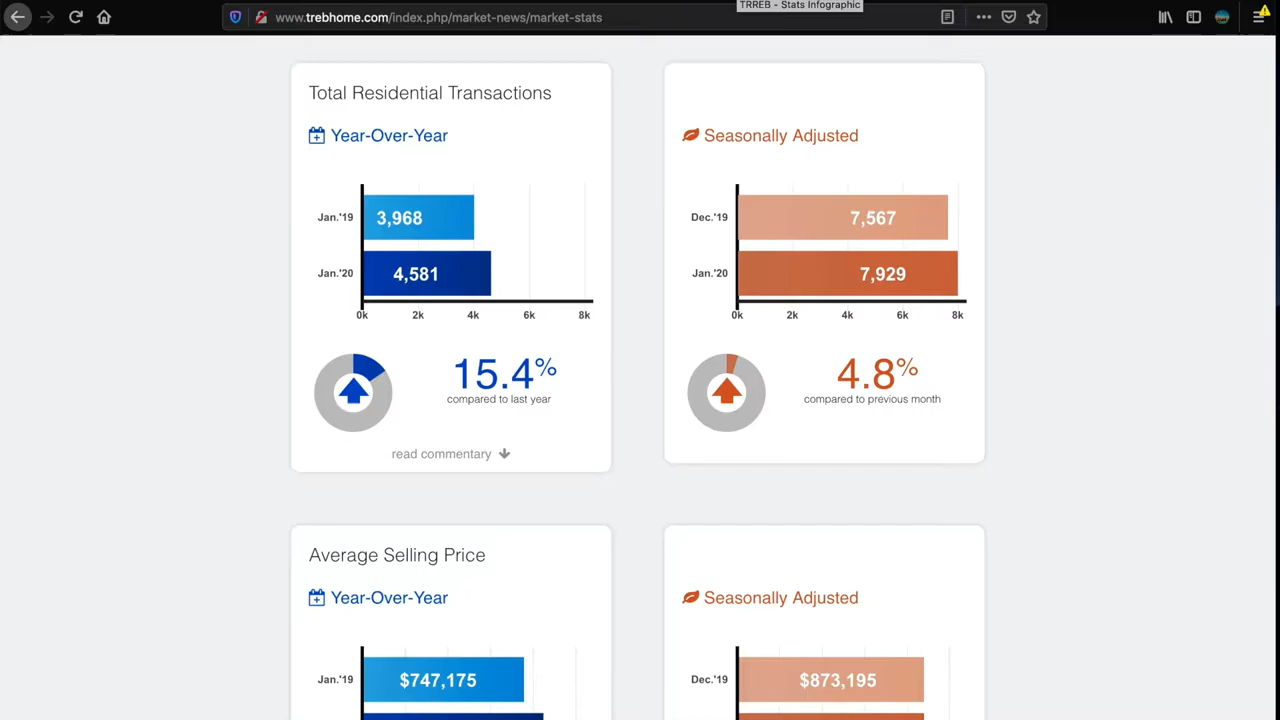 TRREB - Stats Infographic
www.trebhome.com/index.php/market-news/market-stats
Total Residential Transactions
Year-Over-Year
Jan.'19
3,968
Jan.'20
4,581
0k 2k 4k 6k 8k
15.4%
compared to last year
read commentary
Seasonally Adjusted
Dec.'19
7,567
Jan.'20
7,929
0k 2k 4k 6k 8k
4.8%
compared to previous month
Average Selling Price
Year-Over-Year
Jan.'19
$747,175
Seasonally Adjusted
Dec.'19
$873,195